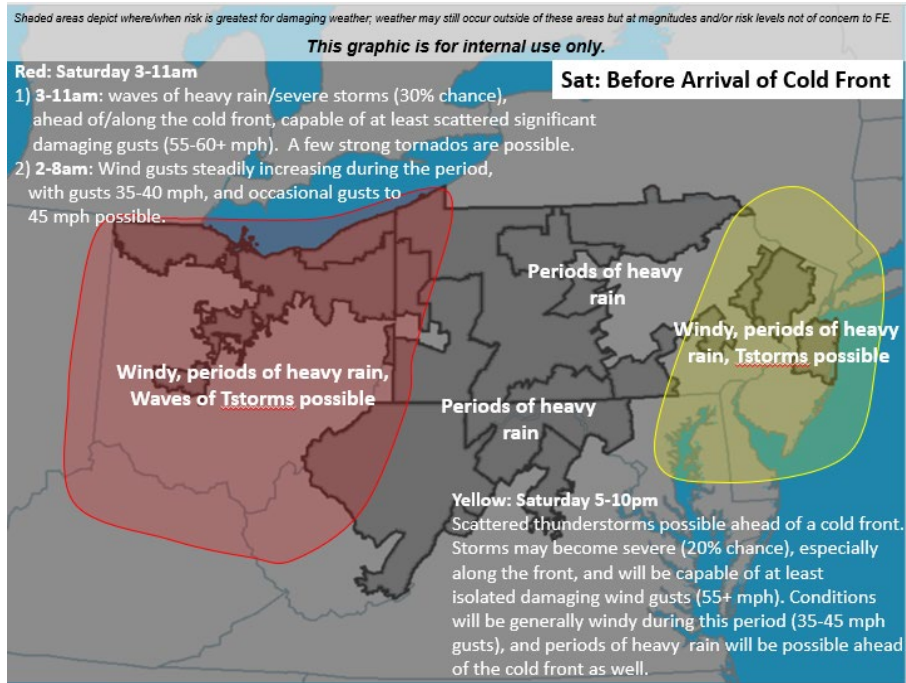 Shaded areas depict where/when risk is greatest for damaging weather; weather may still occur outside of these areas but at magnitudes and/or risk levels not of concern to FE.
This graphic is for internal use only.
Red: Saturday 3-11am
1) 3-11am: waves of heavy rain/severe storms (30% chance),
ahead of/along the cold front, capable of at least scattered significant
damaging gusts (55-60+ mph). A few strong tornados are possible.
2) 2-8am: Wind gusts steadily increasing during the period,
with gusts 35-40 mph, and occasional gusts to
45 mph possible.
Sat: Before Arrival of Cold Front
Periods of heavy
rain
Windy, periods of heavy
rain, Tstorms possible
Windy, periods of heavy rain,
Waves of Tstorms possible
Periods of heavy
rain
Yellow: Saturday 5-10pm
Scattered thunderstorms possible ahead of a cold front.
Storms may become severe (20% chance), especially
along the front, and will be capable of at least
isolated damaging wind gusts (55+ mph). Conditions
will be generally windy during this period (35-45 mph
gusts), and periods of heavy rain will be possible ahead
of the cold front as well.